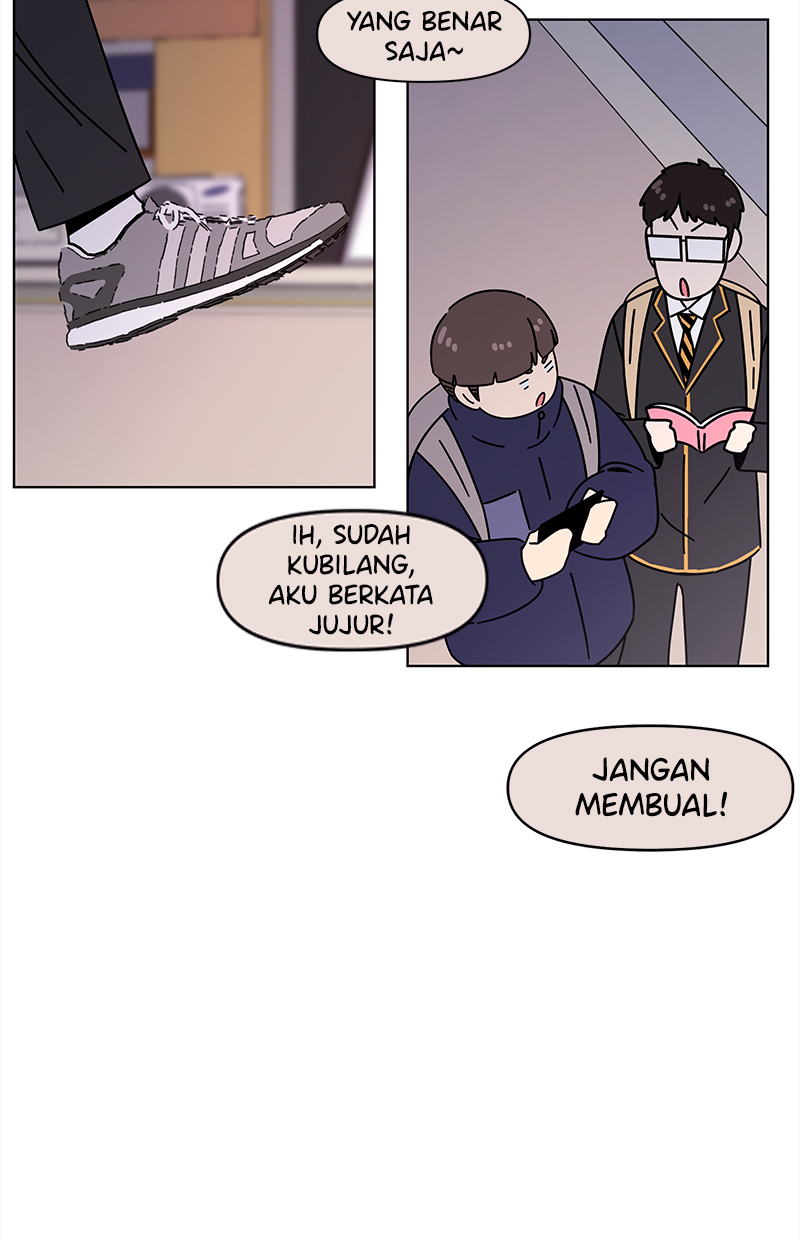 YANG BENAR
SAJA~
IH, SUDAH
KUBILANG,
AKU BERKATA
JUJUR!
JANGAN
MEMBUAL!